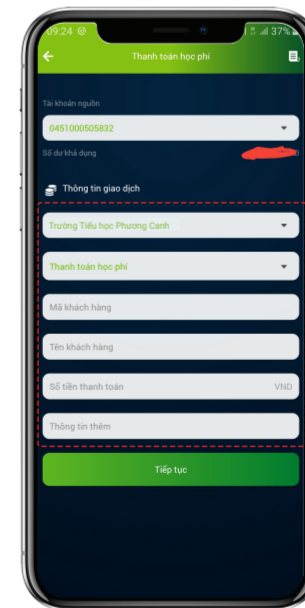 09:24
37%
Thanh toán học phí
Tài khoản nguồn
0451000505832
Số dư khả dụng
Thông tin giao dịch
Trường Tiểu học Phương Canh
Thanh toán học phí
Mã khách hàng
Tên khách hàng
Số tiền thanh toán VND
Thông tin thêm
Tiếp tục